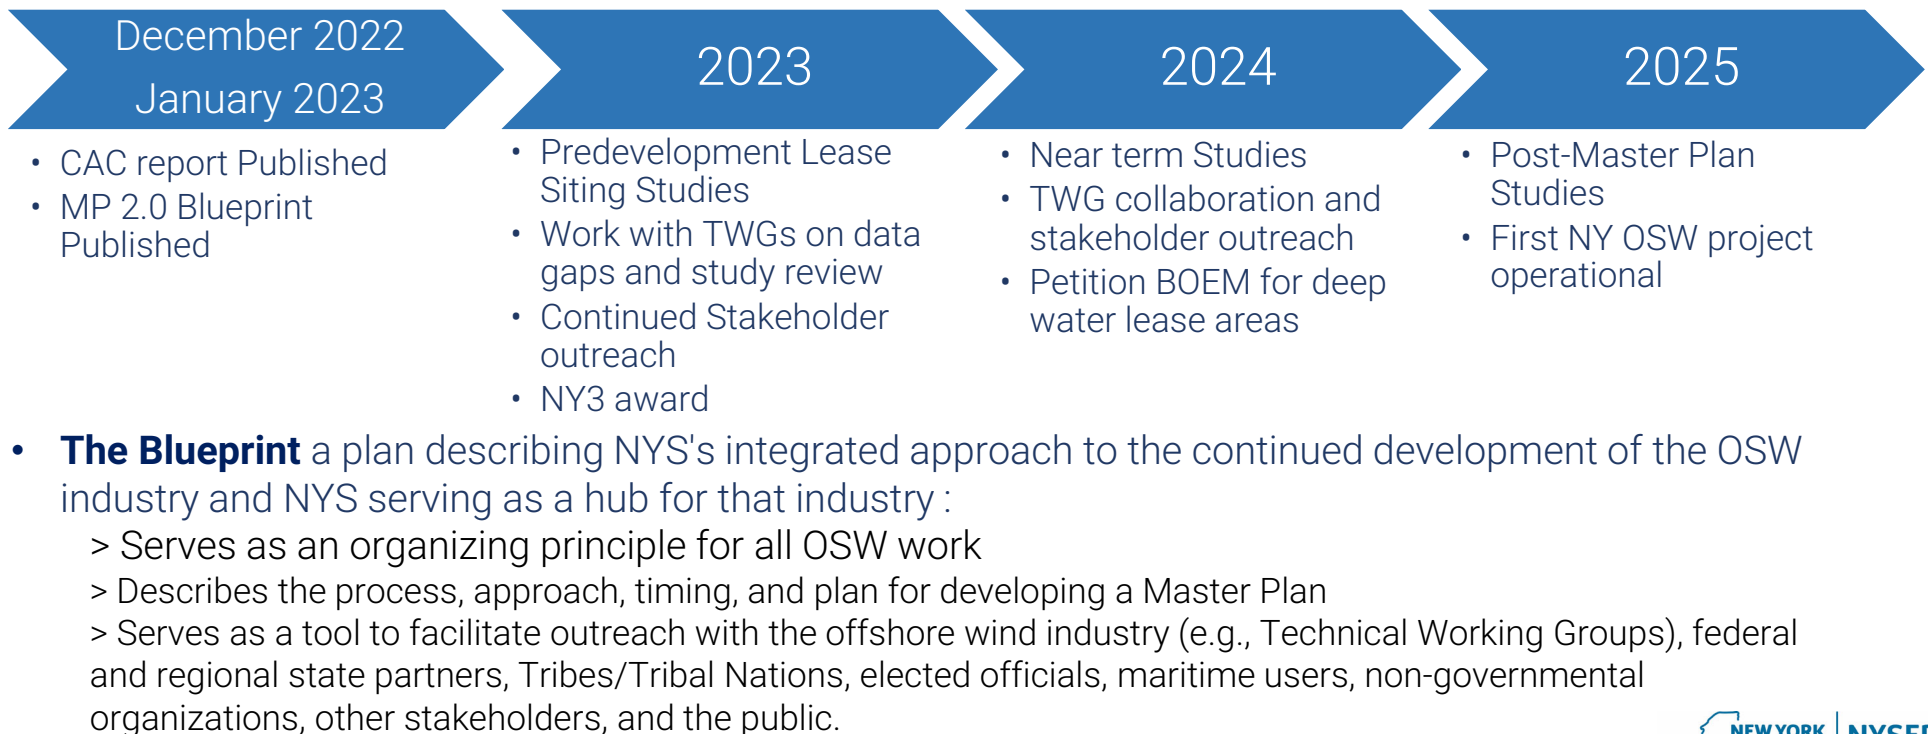 December 2022
January 2023
2023
2024
2025
• CAC report Published
• MP 2.0 Blueprint
Published
• Predevelopment Lease
Siting Studies
• Work with TWGs on data
gaps and study review
• Continued Stakeholder
outreach
• NY3 award
• Near term Studies
• TWG collaboration and
stakeholder outreach
• Petition BOEM for deep
water lease areas
• Post-Master Plan
Studies
• First NY OSW project
operational
• The Blueprint a plan describing NYS's integrated approach to the continued development of the OSW
industry and NYS serving as a hub for that industry :
> Serves as an organizing principle for all OSW work
> Describes the process, approach, timing, and plan for developing a Master Plan
> Serves as a tool to facilitate outreach with the offshore wind industry (e.g., Technical Working Groups), federal
and regional state partners, Tribes/Tribal Nations, elected officials, maritime users, non-governmental
organizations, other stakeholders, and the public.
NEW YORK